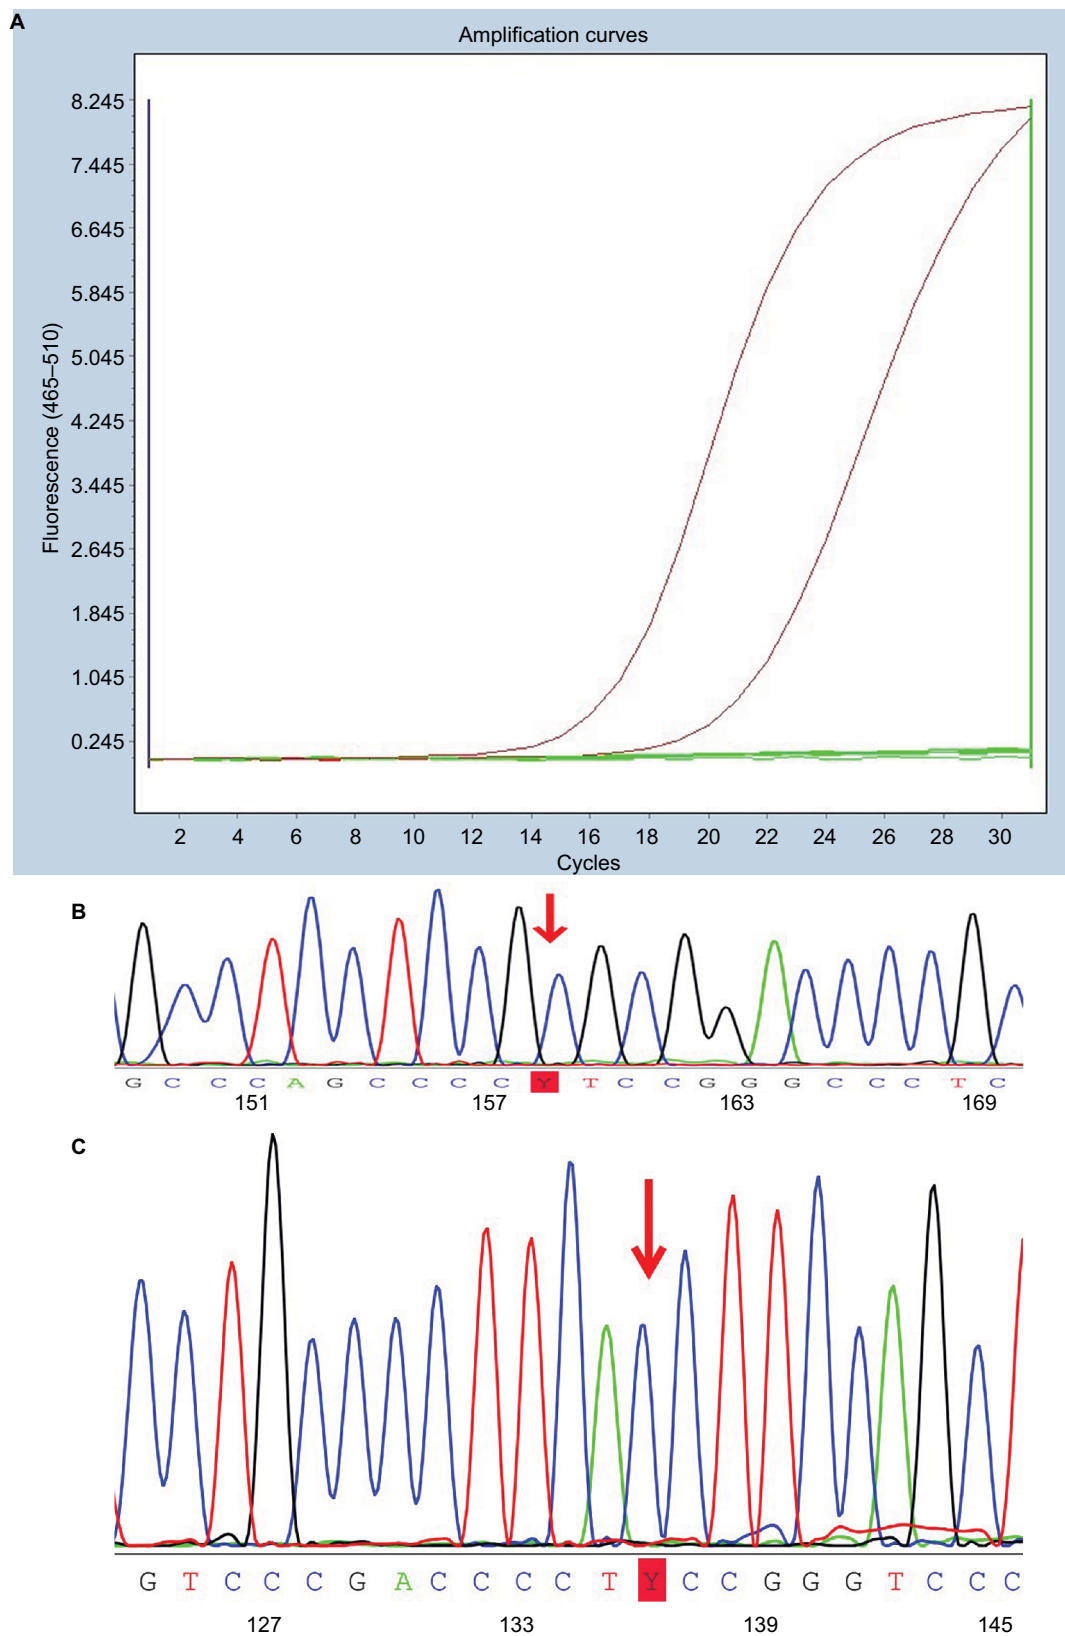 A
Amplification curves
Fluorescence (465–510)
8.245
7.445
6.645
5.845
5.045
4.245
3.445
2.645
1.845
1.045
0.245
2 4 6 8 10 12 14 16 18 20 22 24 26 28 30
Cycles
B
G C C C A G C C C C Y T C C G G G C C C T C
151 157 163 169
C
G T C C C G A C C C C T Y C C G G G T C C C
127 133 139 145